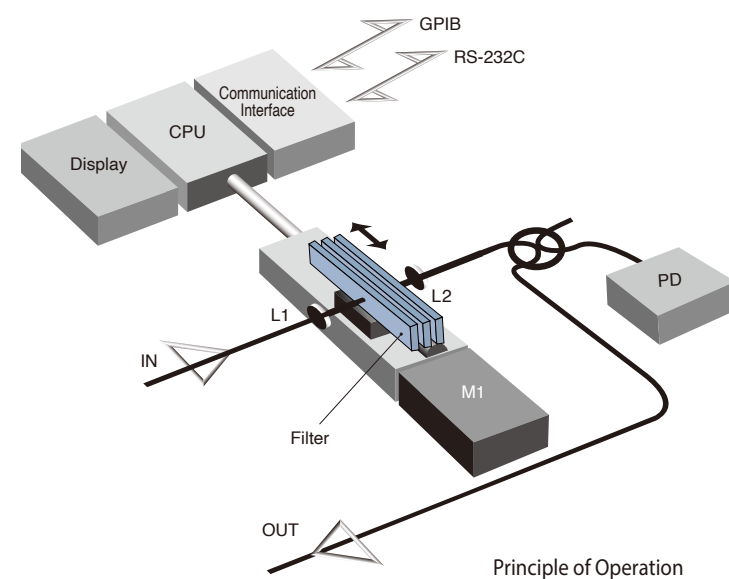 GPIB
RS-232C
Communication
Interface
CPU
Display
L2
PD
L1
IN
M1
Filter
OUT
Principle of Operation